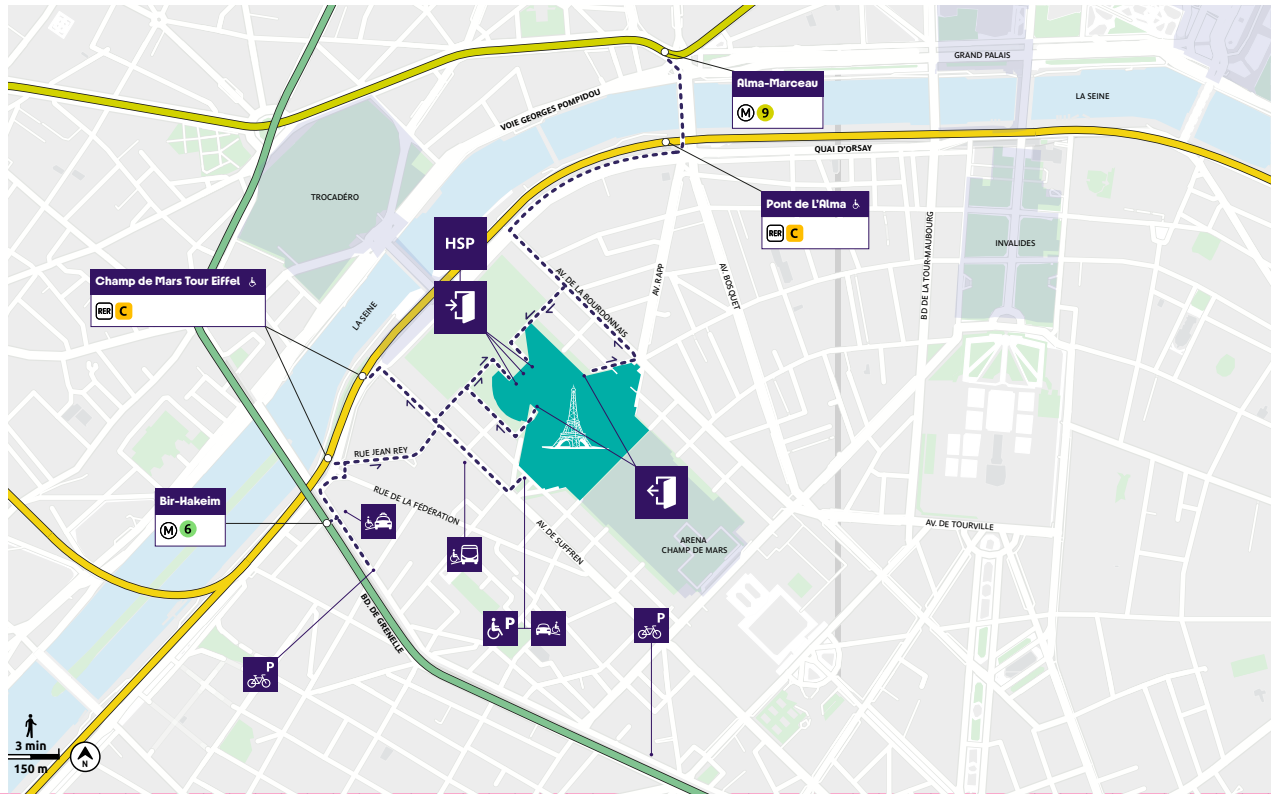 GRAND PALAIS
Alma-Marceau
M 9
LA SEINE
VOIE GEORGES POMPIDOU
QUAI D'ORSAY
TROCADÉRO
Pont de L'Alma
RER C
HSP
INVALIDES
BD DE LA TOUR-MAUBOURG
AV. RAPP
AV. BOSQUET
AV. DE LA BOURDONNAIS
Champ de Mars Tour Eiffel
RER C
LA SEINE
RUE JEAN REY
RUE DE LA FÉDÉRATION
Bir-Hakeim
M 6
AV. DE SUFFREN
AV. DE TOURVILLE
ARENA
CHAMP DE MARS
BD. DE GRENELLE
P
P
P
3 min
150 m
N